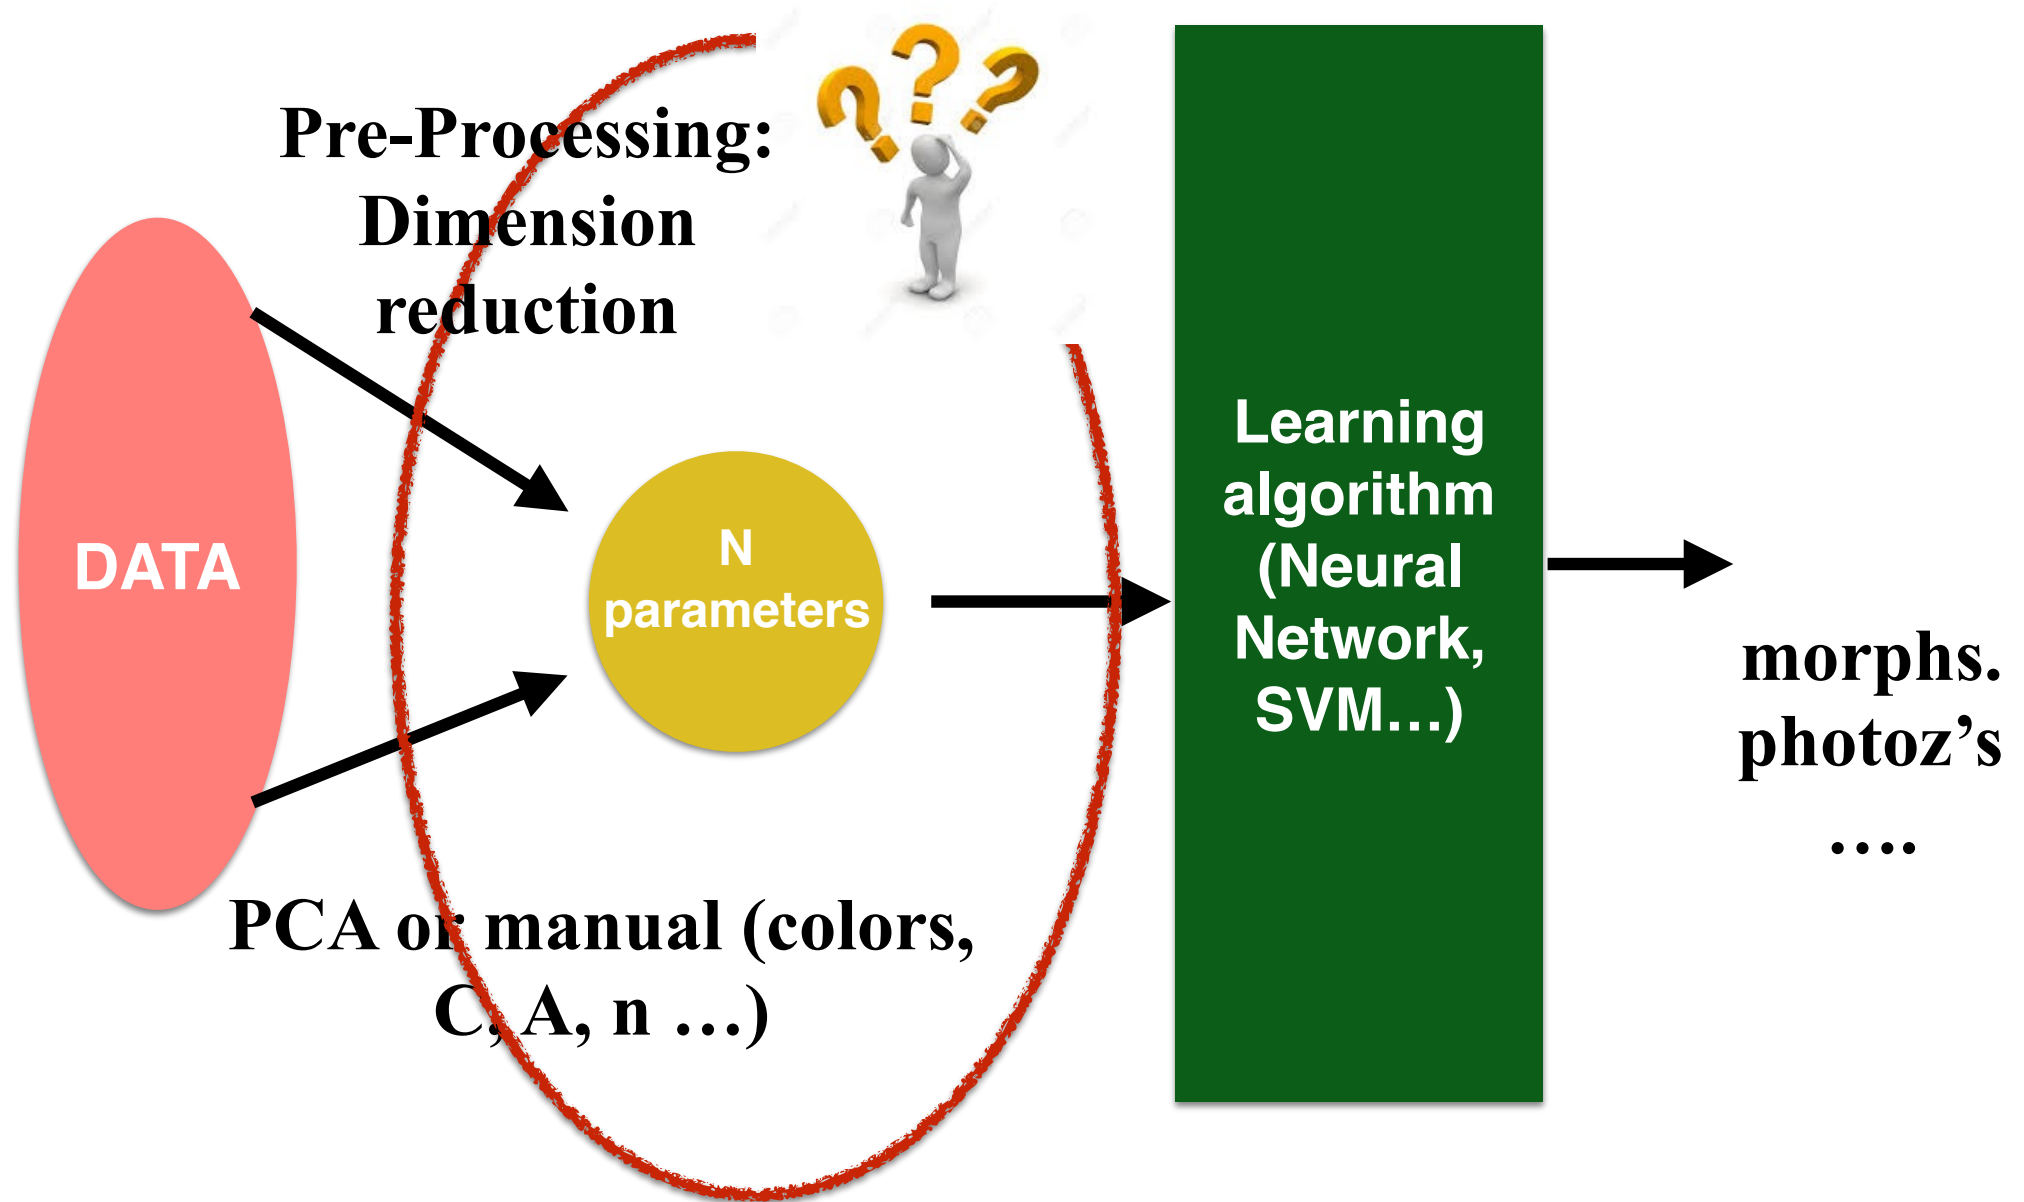 Pre-Processing:
Dimension
reduction
DATA
N
parameters
PCA or manual (colors,
C, A, n …)
Learning
algorithm
(Neural
Network,
SVM…)
morphs.
photoz’s
….